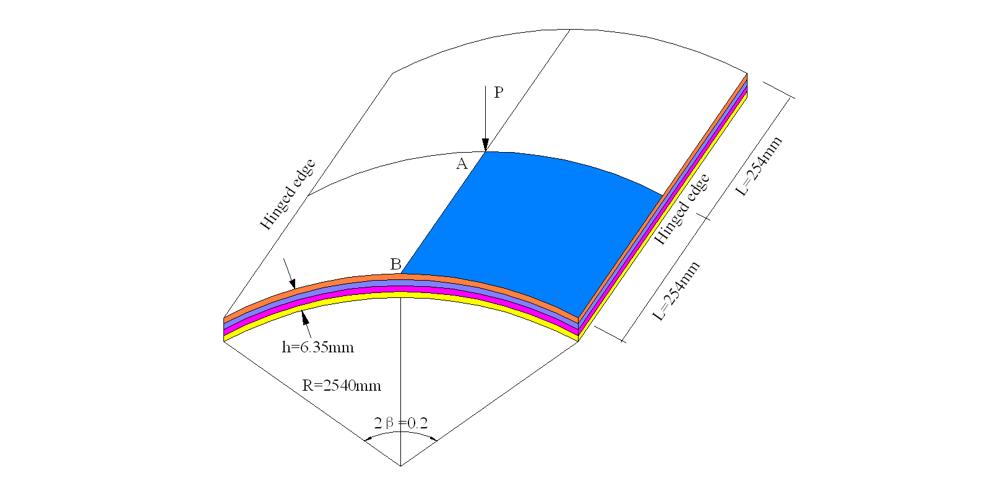 P
A
Hinged edge
L=254mm
Hinged edge
B
L=254mm
h=6.35mm
R=2540mm
2β=0.2